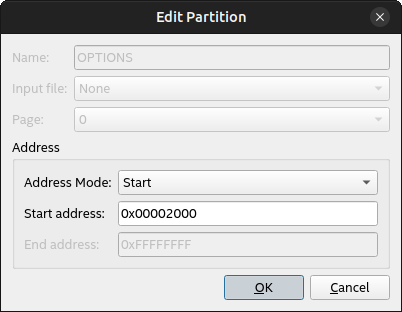 Edit Partition
Name: OPTIONS
Input file: None
Page: 0
Address
Address Mode: Start
Start address: 0x00002000
End address: 0xFFFFFFFF
OK Cancel